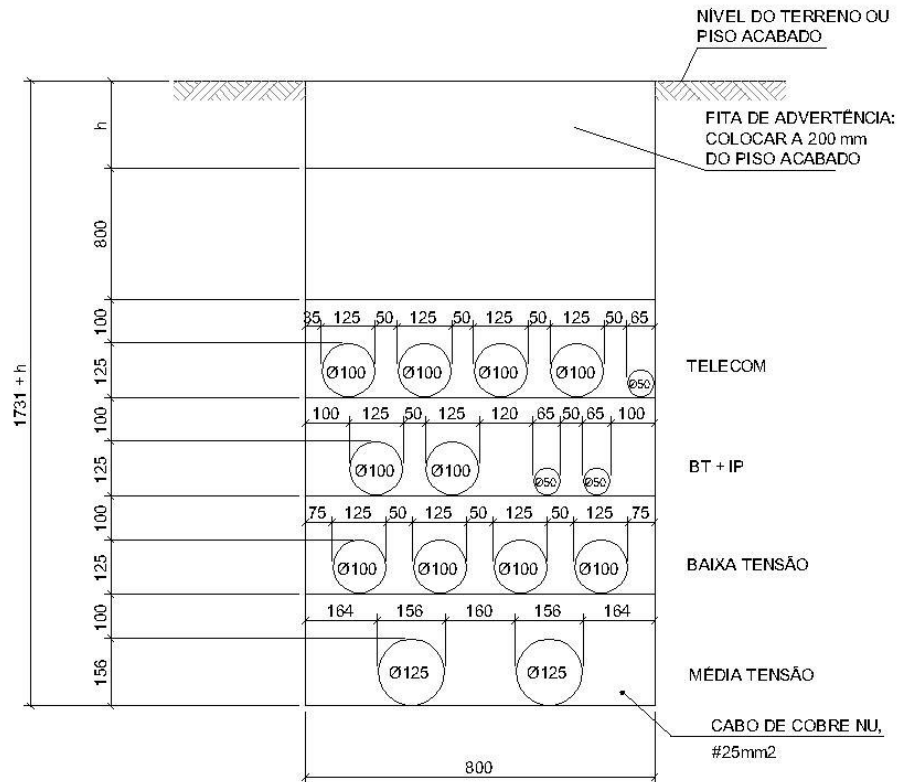 NÍVEL DO TERRENO OU
PISO ACABADO
FITA DE ADVERTÊNCIA:
COLOCAR A 200 mm
DO PISO ACABADO
1731 + h
h
800
100
125
100
125
100
125
100
156
35 125 50 125 50 125 50 125 50 65
Ø100 Ø100 Ø100 Ø100 Ø50
TELECOM
100 125 50 125 120 65 50 65 100
Ø100 Ø100 Ø50 Ø50
BT + IP
75 125 50 125 50 125 50 125 75
Ø100 Ø100 Ø100 Ø100
BAIXA TENSÃO
164 156 160 156 164
Ø125 Ø125
MÉDIA TENSÃO
CABO DE COBRE NU,
#25mm2
800